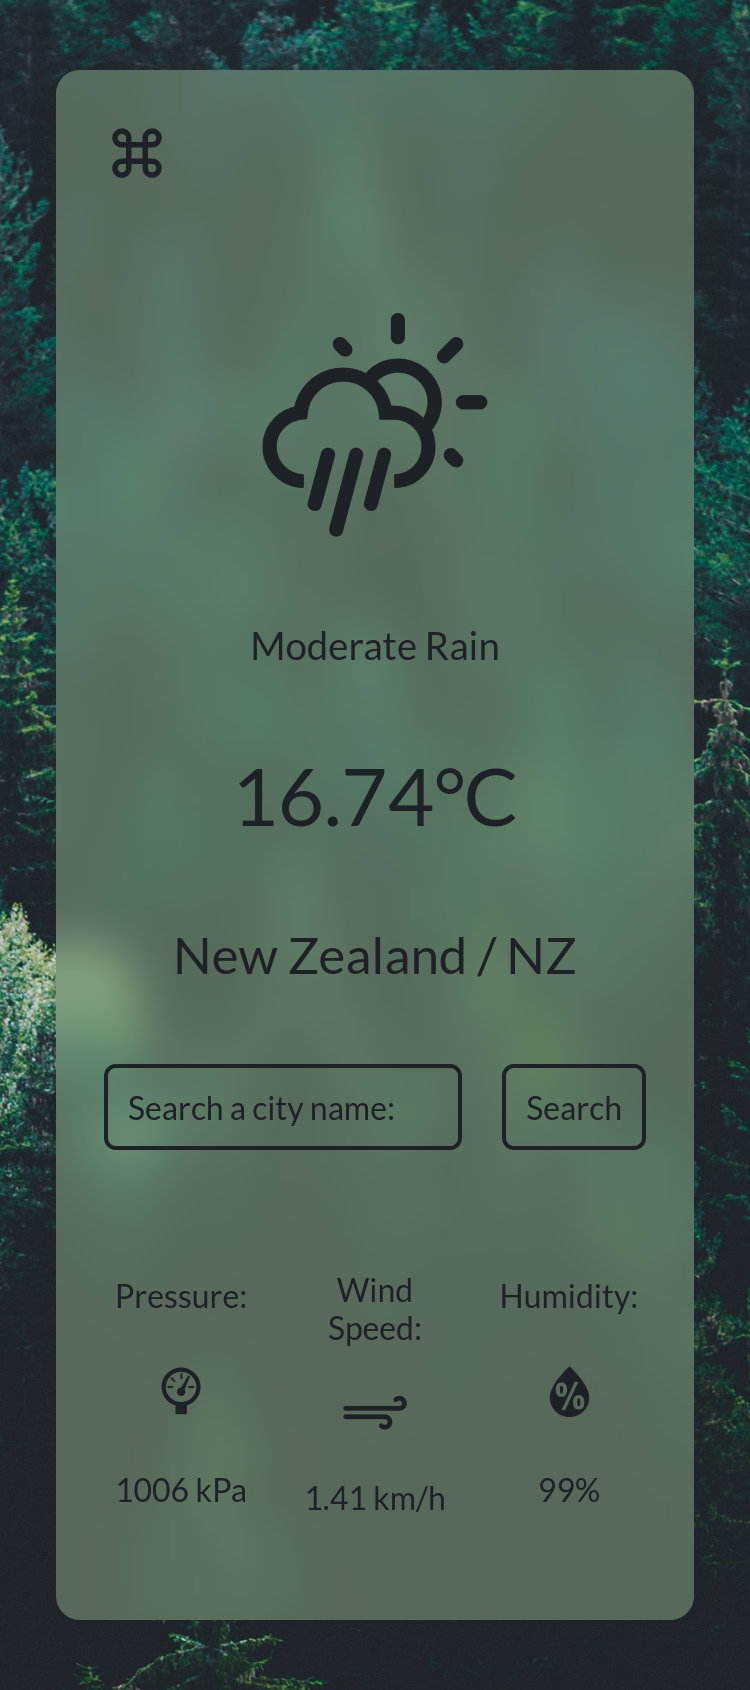 Moderate Rain
16.74°C
New Zealand / NZ
Search a city name:
Search
Pressure:
Wind
Speed:
Humidity:
%
1006 kPa
1.41 km/h
99%